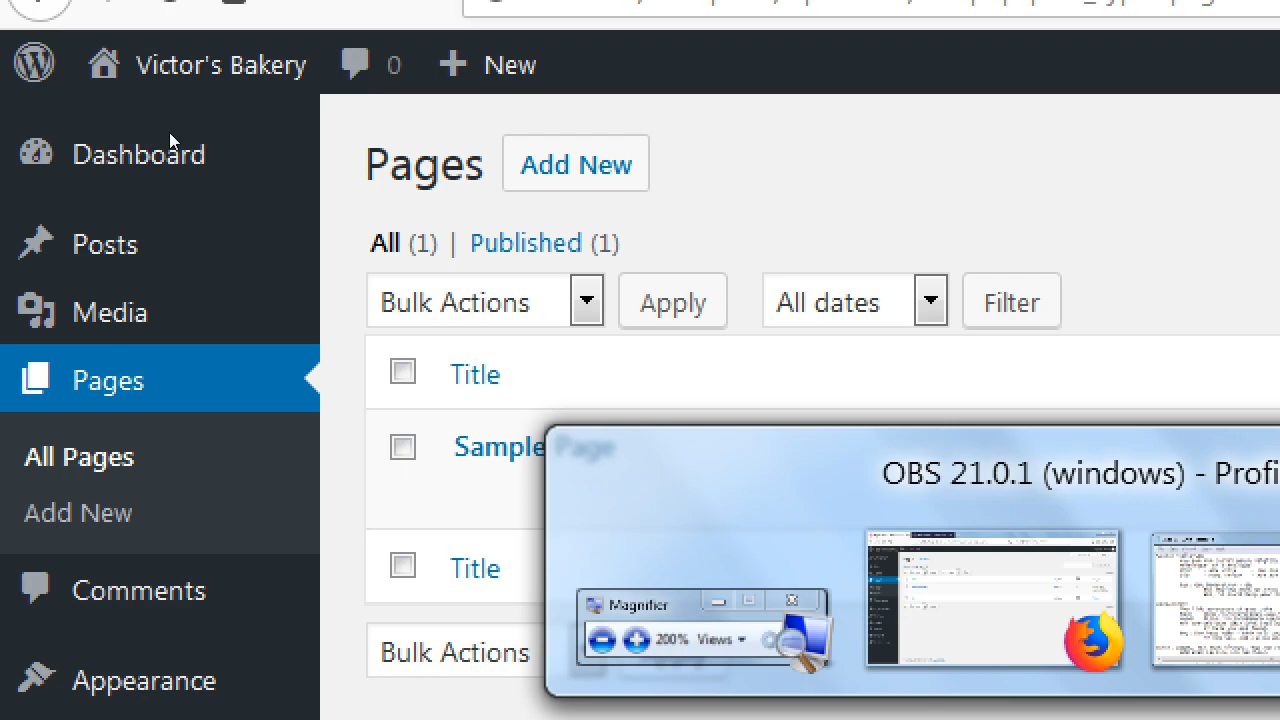 Victor's Bakery 0 New
Dashboard
Posts
Media
Pages
All Pages
Add New
Comments
Appearance
Pages Add New
All (1) | Published (1)
Bulk Actions Apply All dates Filter
Title
Sample Page
Title
Bulk Actions
OBS 21.0.1 (windows) - Profi
Magnifier
200% Views